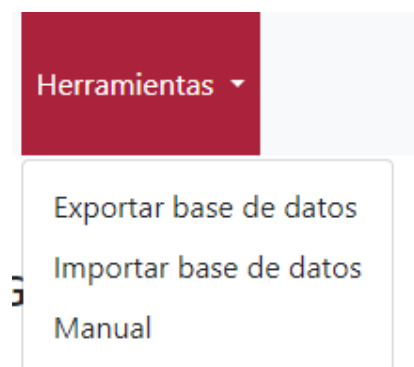 Herramientas
Exportar base de datos
Importar base de datos
Manual